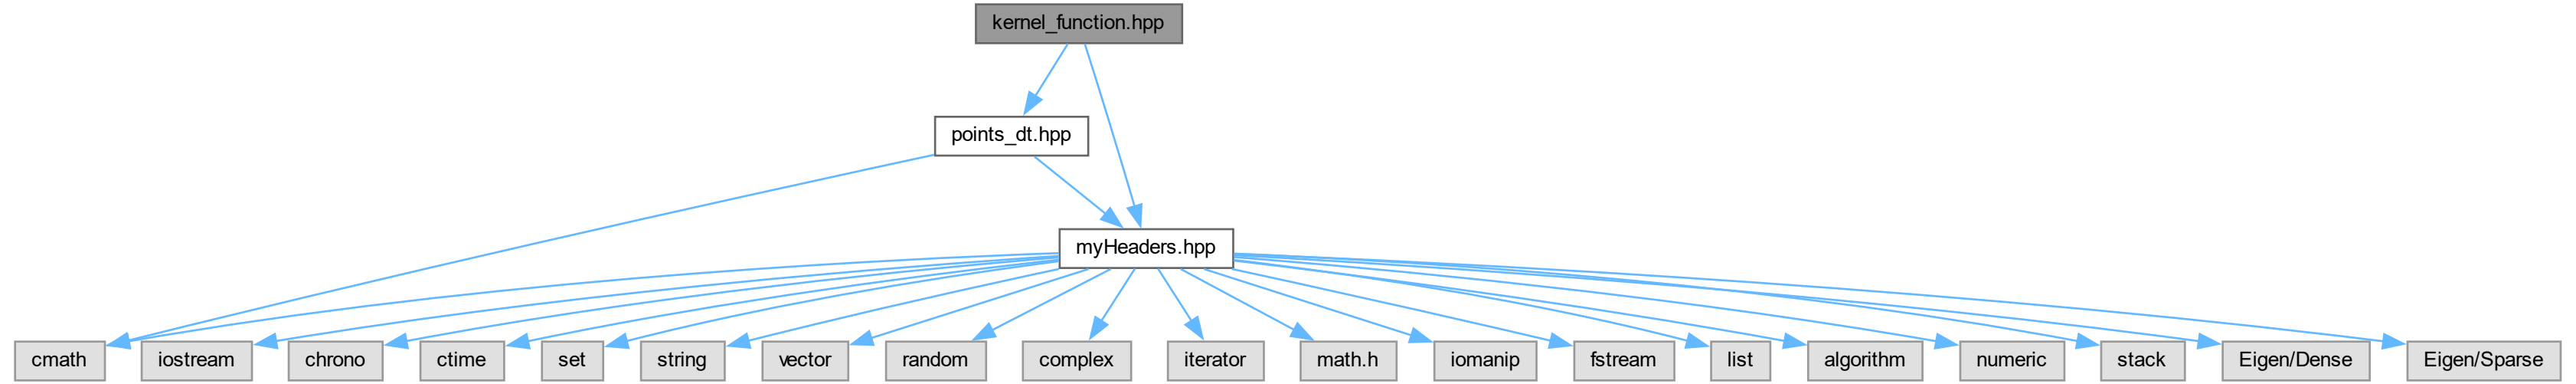 kernel_function.hpp
points_dt.hpp
myHeaders.hpp
cmath
iostream
chrono
ctime
set
string
vector
random
complex
iterator
math.h
iomanip
fstream
list
algorithm
numeric
stack
Eigen/Dense
Eigen/Sparse